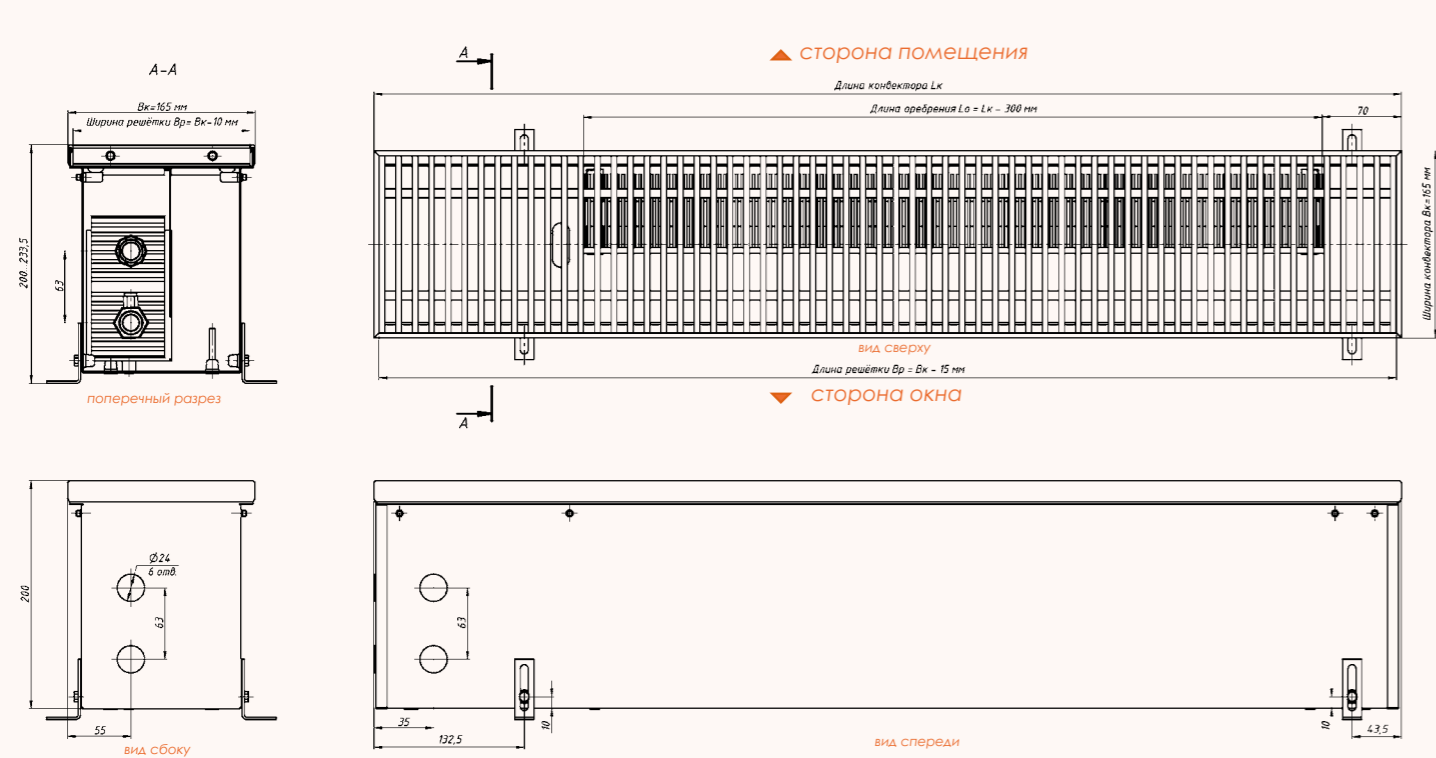 А
СТОРОНА ПОМЕЩЕНИЯ
А-А
Длина конвектора Lк
Вк=165 мм
Длина оребрения Lо = Lк - 300 мм
70
Ширина решётки Вр= Вк-10 мм
200...233,5
63
Ширина конвектора Вк=165 мм
вид сверху
Длина решётки Вр = Вк - 15 мм
поперечный разрез
СТОРОНА ОКНА
А
Ø24
6 отв.
200
63
63
55
35
132,5
10
10
43,5
вид сбоку
вид спереди